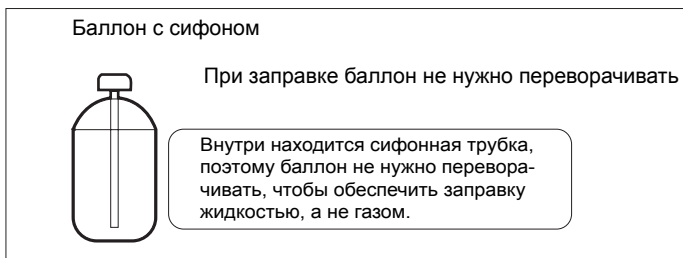 Баллон с сифоном
При заправке баллон не нужно переворачивать
Внутри находится сифонная трубка,
поэтому баллон не нужно перевора-
чивать, чтобы обеспечить заправку
жидкостью, а не газом.